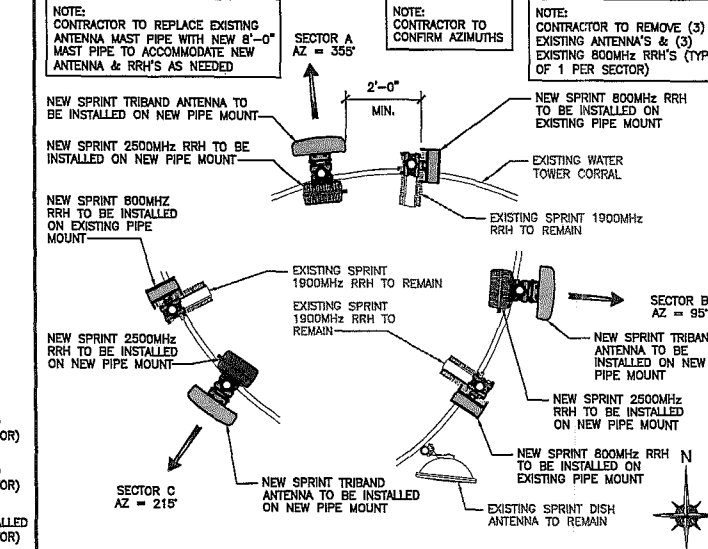 NOTE:
CONTRACTOR TO REPLACE EXISTING
ANTENNA MAST PIPE WITH NEW 8'-0"
MAST PIPE TO ACCOMMODATE NEW
ANTENNA & RRH'S AS NEEDED
SECTOR A
AZ = 355°
NOTE:
CONTRACTOR TO
CONFIRM AZIMUTHS
NOTE:
CONTRACTOR TO REMOVE (3)
EXISTING ANTENNA'S & (3)
EXISTING 800MHz RRH'S (TYP
OF 1 PER SECTOR)
2'-0"
MIN.
NEW SPRINT TRIBAND ANTENNA TO
BE INSTALLED ON NEW PIPE MOUNT
NEW SPRINT 2500MHz RRH TO BE
INSTALLED ON NEW PIPE MOUNT
NEW SPRINT 800MHz RRH
TO BE INSTALLED ON
EXISTING PIPE MOUNT
EXISTING WATER
TOWER CORRAL
NEW SPRINT 800MHZ
RRH TO BE INSTALLED
ON EXISTING PIPE
MOUNT
EXISTING SPRINT 1900MHz
RRH TO REMAIN
EXISTING SPRINT
1900MHz RRH TO REMAIN
EXISTING SPRINT
1900MHz RRH TO
REMAIN
SECTOR B
AZ = 95°
NEW SPRINT 2500MHz
RRH TO BE INSTALLED
ON NEW PIPE MOUNT
NEW SPRINT TRIBAN
ANTENNA TO BE
INSTALLED ON NEW
PIPE MOUNT
NEW SPRINT 2500MHz
RRH TO BE INSTALLED
ON NEW PIPE MOUNT
NEW SPRINT 800MHz RRH
TO BE INSTALLED ON
EXISTING PIPE MOUNT
SECTOR C
AZ = 215°
NEW SPRINT TRIBAND
ANTENNA TO BE INSTALLED
ON NEW PIPE MOUNT
EXISTING SPRINT DISH
ANTENNA TO REMAIN
N
OR)
OR)
LLED
OR)